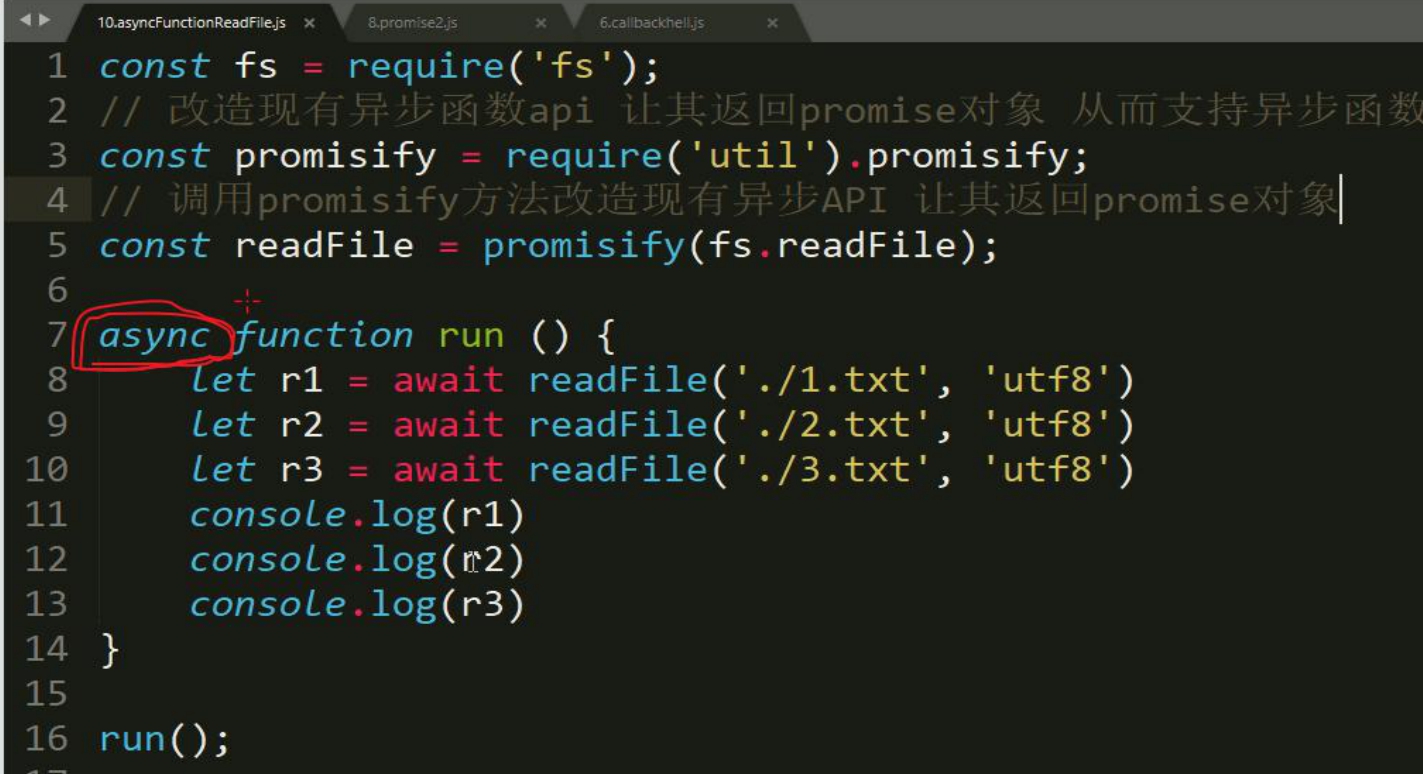 10.asyncFunctionReadFile.js × 8.promise2.js × 6.callbackhell.js ×
1 const fs = require('fs');
2 // 改造现有异步函数api 让其返回promise对象 从而支持异步函数
3 const promisify = require('util').promisify;
4 // 调用promisify方法改造现有异步API 让其返回promise对象
5 const readFile = promisify(fs.readFile);
6
7 async function run () {
8 let r1 = await readFile('./1.txt', 'utf8')
9 let r2 = await readFile('./2.txt', 'utf8')
10 let r3 = await readFile('./3.txt', 'utf8')
11 console.log(r1)
12 console.log(r2)
13 console.log(r3)
14 }
15
16 run();
17